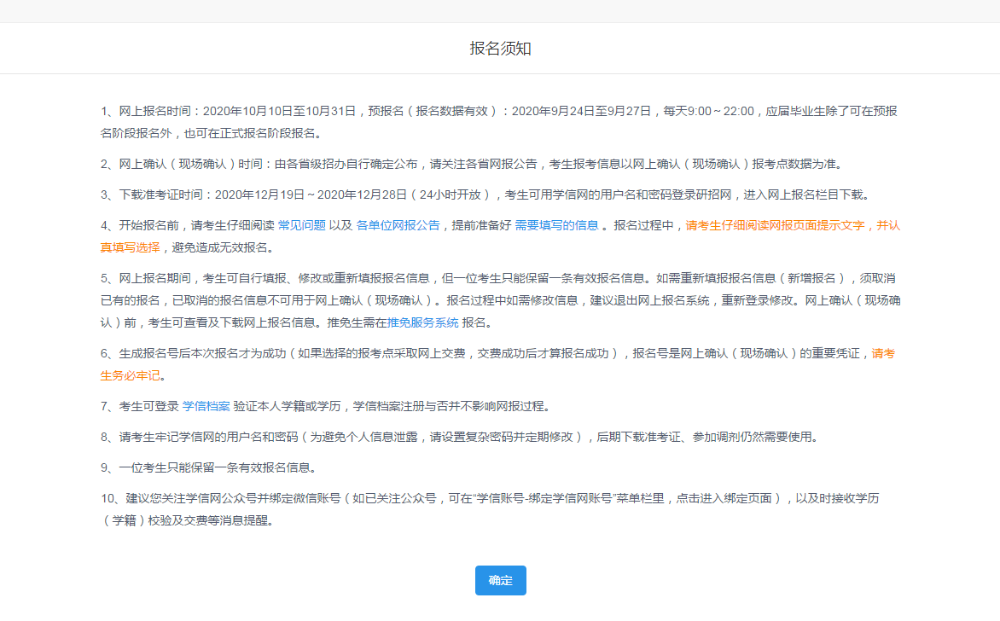 报名须知
1、网上报名时间：2020年10月10日至10月31日，预报名（报名数据有效）：2020年9月24日至9月27日，每天9:00～22:00，应届毕业生除了可在预报
名阶段报名外，也可在正式报名阶段报名。
2、网上确认（现场确认）时间：由各省级招办自行确定公布，请关注各省网报公告，考生报考信息以网上确认（现场确认）报考点数据为准。
3、下载准考证时间：2020年12月19日～2020年12月28日（24小时开放），考生可用学信网的用户名和密码登录研招网，进入网上报名栏目下载。
4、开始报名前，请考生仔细阅读 常见问题 以及 各单位网报公告，提前准备好 需要填写的信息 。报名过程中，请考生仔细阅读网报页面提示文字，并认
真填写选择，避免造成无效报名。
5、网上报名期间，考生可自行填报、修改或重新填报报名信息，但一位考生只能保留一条有效报名信息。如需重新填报报名信息（新增报名），须取消
已有的报名，已取消的报名信息不可用于网上确认（现场确认）。报名过程中如需修改信息，建议退出网上报名系统，重新登录修改。网上确认（现场确
认）前，考生可查看及下载网上报名信息。推免生需在推免服务系统 报名。
6、生成报名号后本次报名才为成功（如果选择的报考点采取网上交费，交费成功后才算报名成功），报名号是网上确认（现场确认）的重要凭证，请考
生务必牢记。
7、考生可登录 学信档案 验证本人学籍或学历，学信档案注册与否并不影响网报过程。
8、请考生牢记学信网的用户名和密码（为避免个人信息泄露，请设置复杂密码并定期修改），后期下载准考证、参加调剂仍然需要使用。
9、一位考生只能保留一条有效报名信息。
10、建议您关注学信网公众号并绑定微信账号（如已关注公众号，可在“学信账号-绑定学信网账号”菜单栏里，点击进入绑定页面），以及时接收学历
（学籍）校验及交费等消息提醒。
确定